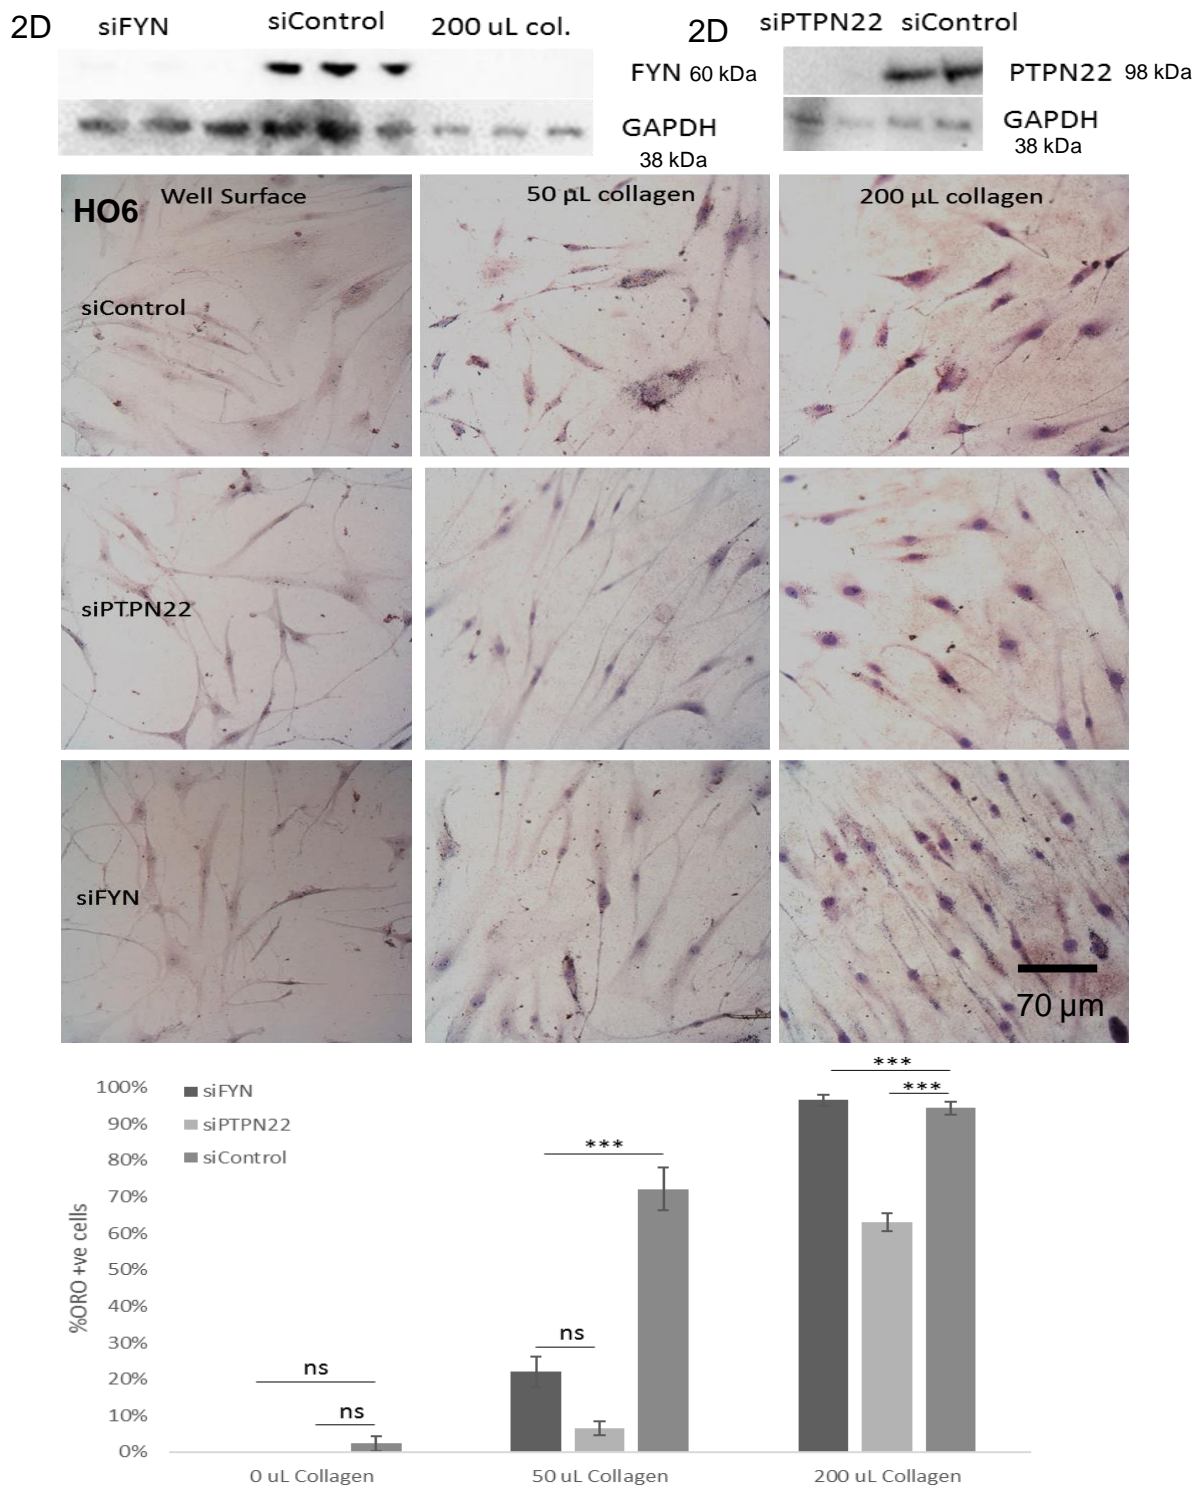 2D siFYN siControl 200 uL col. 2D siPTPN22 siControl
FYN 60 kDa PTPN22 98 kDa
GAPDH GAPDH
38 kDa 38 kDa
HO6 Well Surface 50 µL collagen 200 µL collagen
siControl
siPTPN22
siFYN
70 µm
***
100% siFYN ***
90% siPTPN22
80% siControl ***
70%
60%
50%
40%
30% ns
20% ns
10% ns
0%
%ORO +ve cells
0 uL Collagen 50 uL Collagen 200 uL Collagen